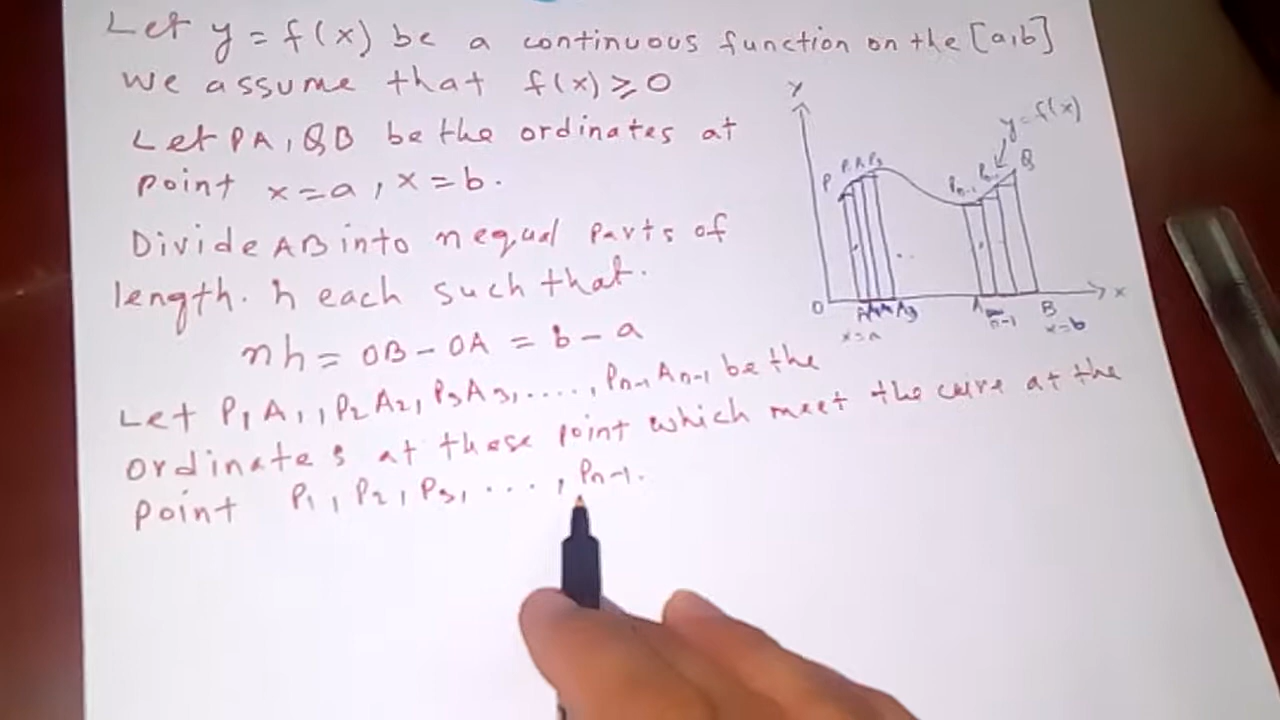 Let y = f(x) be a continuous function on the [a,b]
We assume that f(x) ≥ 0
Let PA, QB be the ordinates at
point x = a, x = b.
Divide AB into n equal parts of
length. h each such that.
nh = OB - OA = b - a
Let P₁A₁, P₂A₂, P₃A₃, ...., Pₙ₋₁Aₙ₋₁ be the
ordinates at these point which meet the curve at the
point P₁, P₂, P₃, ..., Pₙ₋₁.
Y
y = f(x)
P
Pₙ₋₁
Q
O
B
x
x=a
x=b